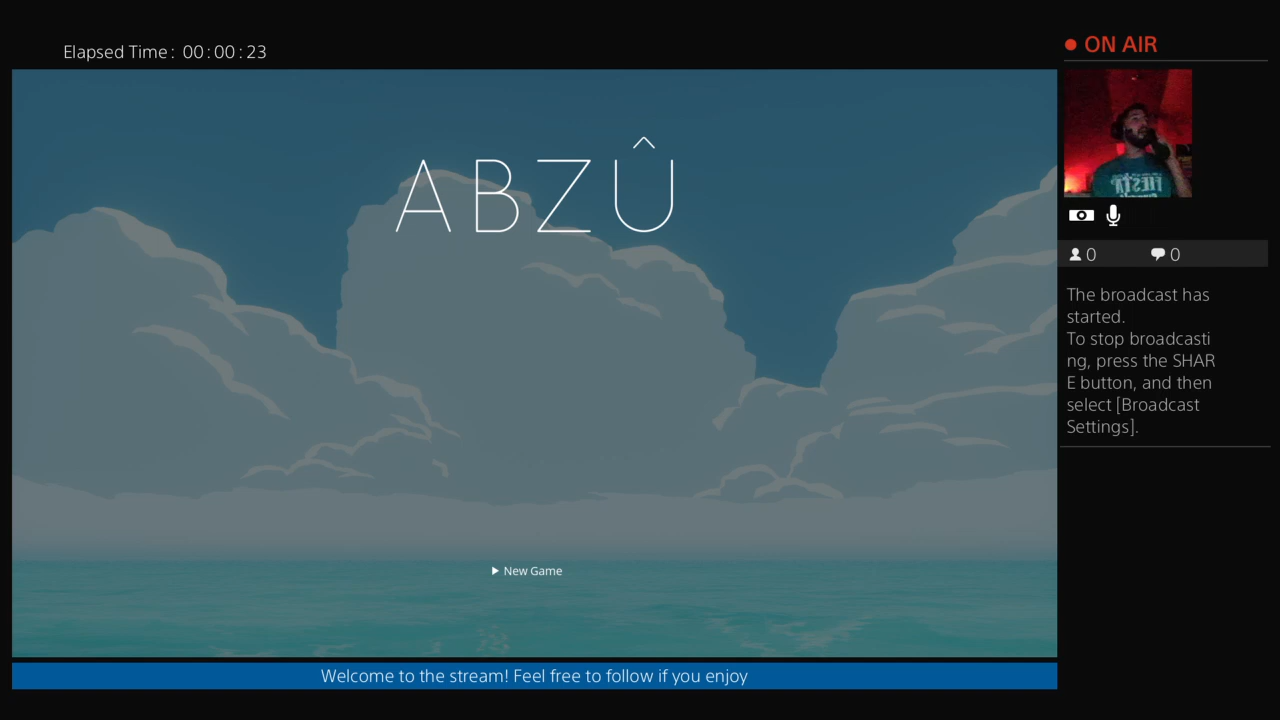 Elapsed Time: 00:00:23
ON AIR
ABZÛ
0
0
The broadcast has
started.
To stop broadcasti
ng, press the SHAR
E button, and then
select [Broadcast
Settings].
New Game
Welcome to the stream! Feel free to follow if you enjoy